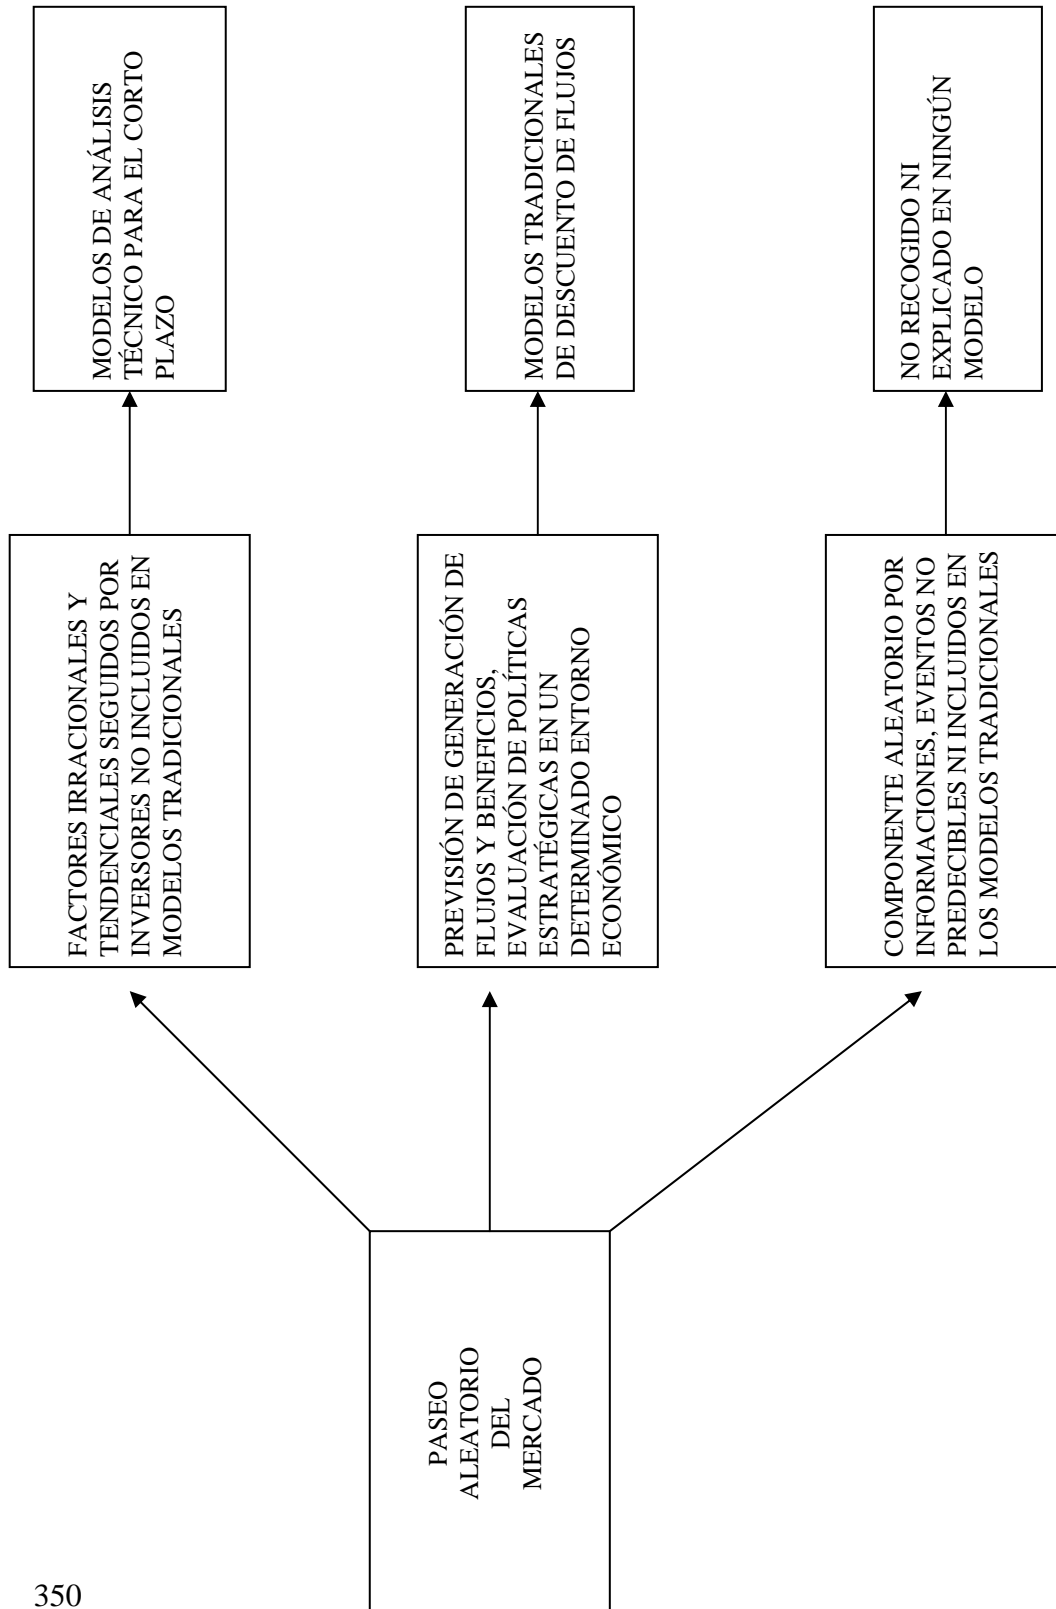 PASEO
ALEATORIO
DEL
MERCADO
FACTORES IRRACIONALES Y
TENDENCIALES SEGUIDOS POR
INVERSORES NO INCLUIDOS EN
MODELOS TRADICIONALES
MODELOS DE ANÁLISIS
TÉCNICO PARA EL CORTO
PLAZO
PREVISIÓN DE GENERACIÓN DE
FLUJOS Y BENEFICIOS,
EVALUACIÓN DE POLÍTICAS
ESTRATÉGICAS EN UN
DETERMINADO ENTORNO
ECONÓMICO
MODELOS TRADICIONALES
DE DESCUENTO DE FLUJOS
COMPONENTE ALEATORIO POR
INFORMACIONES, EVENTOS NO
PREDECIBLES NI INCLUIDOS EN
LOS MODELOS TRADICIONALES
NO RECOGIDO NI
EXPLICADO EN NINGÚN
MODELO
350